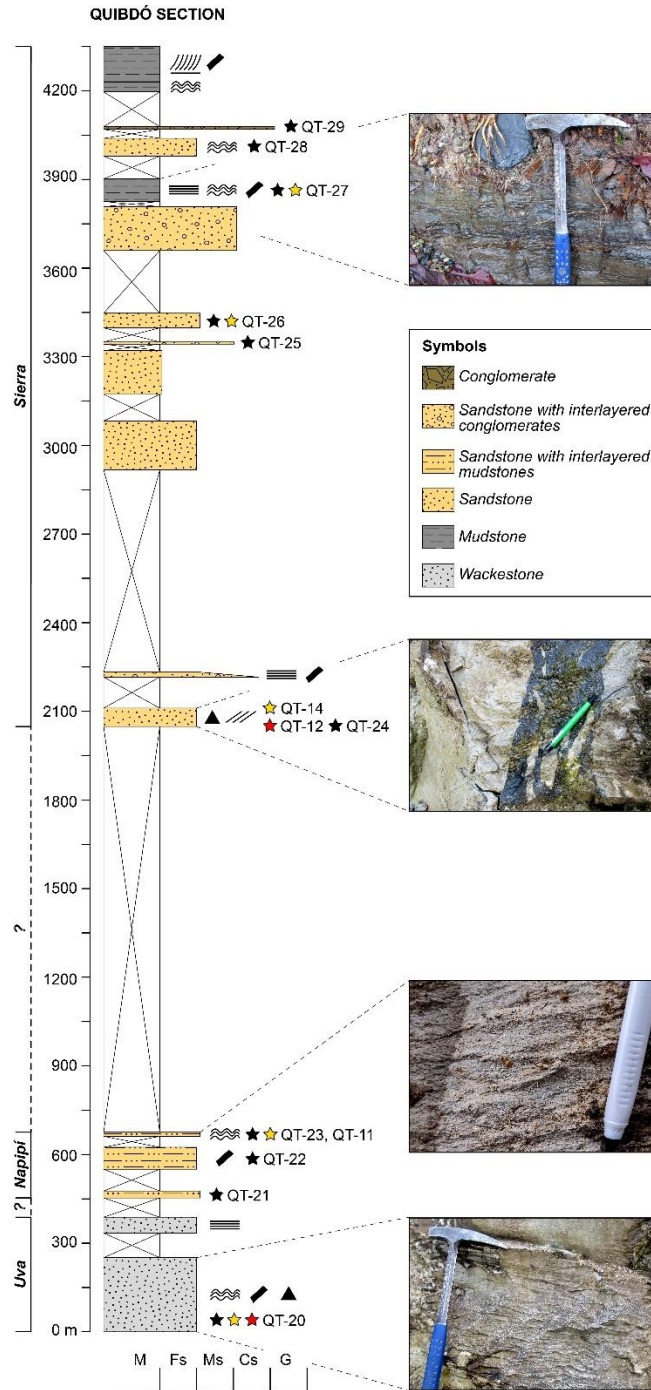 QUIBDÓ SECTION
4200
QT-29
QT-28
3900
QT-27
3600
QT-26
QT-25
3300
Sierra
3000
2700
2400
QT-14
QT-12 QT-24
2100
1800
?
1500
1200
900
QT-23, QT-11
Napipí
600
QT-22
QT-21
?
300
Uva
QT-20
0 m
M Fs Ms Cs G
Symbols
Conglomerate
Sandstone with interlayered
conglomerates
Sandstone with interlayered
mudstones
Sandstone
Mudstone
Wackestone